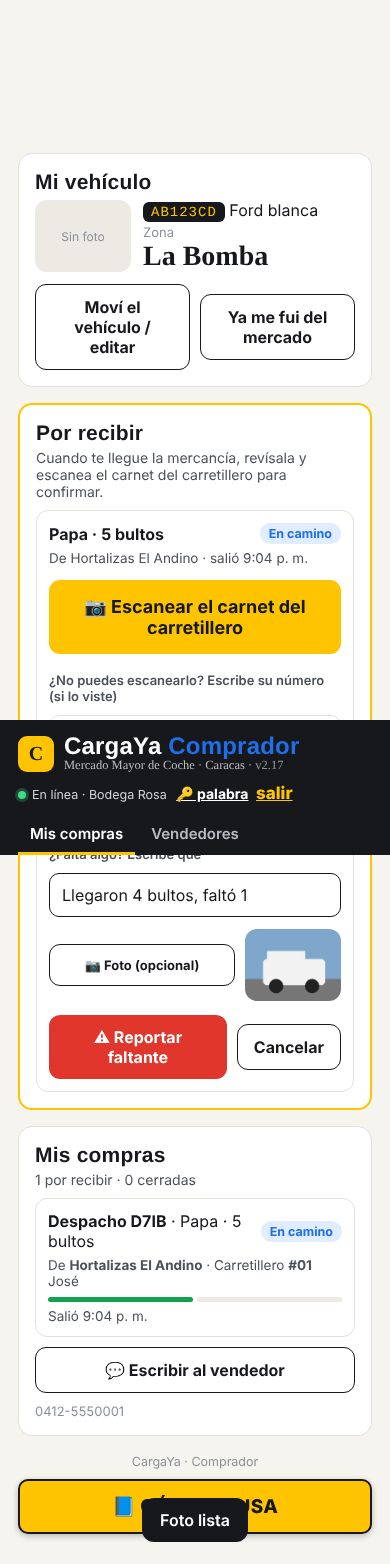 Mi vehículo
AB123CD Ford blanca
Sin foto
Zona
La Bomba
Moví el
vehículo /
editar
Ya me fui del
mercado
Por recibir
Cuando te llegue la mercancía, revísala y
escanea el carnet del carretillero para
confirmar.
Papa · 5 bultos
En camino
De Hortalizas El Andino · salió 9:04 p. m.
📷 Escanear el carnet del
carretillero
¿No puedes escanearlo? Escribe su número
(si lo viste)
C
CargaYa Comprador
Mercado Mayor de Coche · Caracas · v2.17
En línea · Bodega Rosa 🔑 palabra salir
Mis compras
Vendedores
¿Falta algo? Escribe qué
Llegaron 4 bultos, faltó 1
📷 Foto (opcional)
⚠ Reportar
faltante
Cancelar
Mis compras
1 por recibir · 0 cerradas
Despacho D7IB · Papa · 5
bultos
En camino
De Hortalizas El Andino · Carretillero #01
José
Salió 9:04 p. m.
💬 Escribir al vendedor
0412-5550001
CargaYa · Comprador
Foto lista